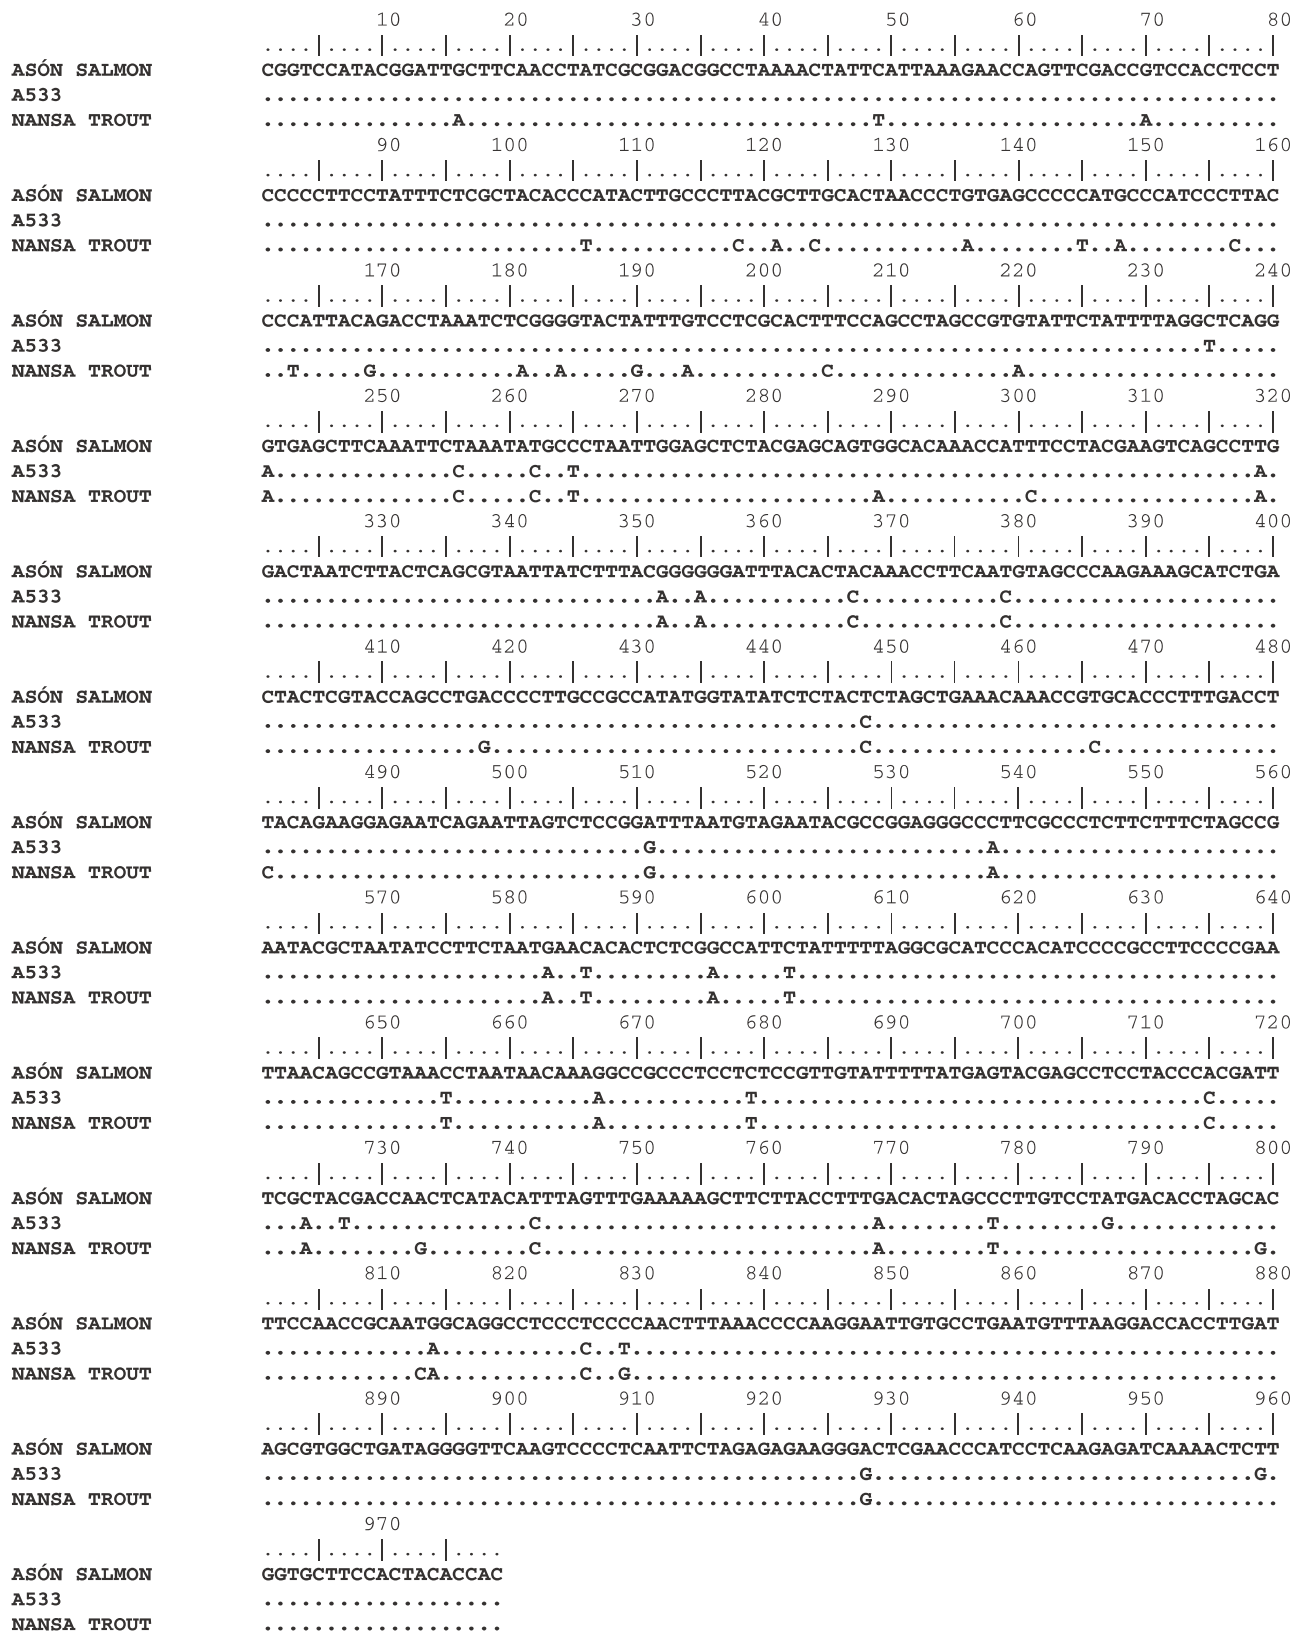 10 20 30 40 50 60 70 80
....|....|....|....|....|....|....|....|....|....|....|....|....|....|....|....|
ASÓN SALMON CGGTCCATACGGATTGCTTCAACCTATCGCGGACGGCCTAAAACTATTCATTAAAGAACCAGTTCGACCGTCCACCTCCT
A533 ................................................................................
NANSA TROUT ...............A................................T....................A..........
90 100 110 120 130 140 150 160
....|....|....|....|....|....|....|....|....|....|....|....|....|....|....|....|
ASÓN SALMON CCCCCTTCCTATTTCTCGCTACACCCATACTTGCCCTTACGCTTGCACTAACCCTGTGAGCCCCCATGCCCATCCCTTAC
A533 ................................................................................
NANSA TROUT .........................T...........C..A..C...........A........T..A........C...
170 180 190 200 210 220 230 240
....|....|....|....|....|....|....|....|....|....|....|....|....|....|....|....|
ASÓN SALMON CCCATTACAGACCTAAATCTCGGGGTACTATTTGTCCTCGCACTTTCCAGCCTAGCCGTGTATTCTATTTTAGGCTCAGG
A533 ..........................................................................T.....
NANSA TROUT ..T.....G...........A..A.....G...A..........C..............A....................
250 260 270 280 290 300 310 320
....|....|....|....|....|....|....|....|....|....|....|....|....|....|....|....|
ASÓN SALMON GTGAGCTTCAAATTCTAAATATGCCCTAATTGGAGCTCTACGAGCAGTGGCACAAACCATTTCCTACGAAGTCAGCCTTG
A533 A..............C.....C..T.....................................................A.
NANSA TROUT A..............C.....C..T.......................A...........C.................A.
330 340 350 360 370 380 390 400
....|....|....|....|....|....|....|....|....|....|....|....|....|....|....|....|
ASÓN SALMON GACTAATCTTACTCAGCGTAATTATCTTTACGGGGGGATTTACACTACAAACCTTCAATGTAGCCCAAGAAAGCATCTGA
A533 ...............................A..A...........C...........C.....................
NANSA TROUT ...............................A..A...........C...........C.....................
410 420 430 440 450 460 470 480
....|....|....|....|....|....|....|....|....|....|....|....|....|....|....|....|
ASÓN SALMON CTACTCGTACCAGCCTGACCCCTTGCCGCCATATGGTATATCTCTACTCTAGCTGAAACAAACCGTGCACCCTTTGACCT
A533 ...............................................C................................
NANSA TROUT .................G.............................C.................C..............
490 500 510 520 530 540 550 560
....|....|....|....|....|....|....|....|....|....|....|....|....|....|....|....|
ASÓN SALMON TACAGAAGGAGAATCAGAATTAGTCTCCGGATTTAATGTAGAATACGCCGGAGGGCCCTTCGCCCTCTTCTTTCTAGCCG
A533 ..............................G..........................A......................
NANSA TROUT C.............................G..........................A......................
570 580 590 600 610 620 630 640
....|....|....|....|....|....|....|....|....|....|....|....|....|....|....|....|
ASÓN SALMON AATACGCTAATATCCTTCTAATGAACACACTCTCGGCCATTCTATTTTTAGGCGCATCCCACATCCCCGCCTTCCCCGAA
A533 ......................A..T.........A.....T......................................
NANSA TROUT ......................A..T.........A.....T......................................
650 660 670 680 690 700 710 720
....|....|....|....|....|....|....|....|....|....|....|....|....|....|....|....|
ASÓN SALMON TTAACAGCCGTAAACCTAATAACAAAGGCCGCCCTCCTCTCCGTTGTATTTTTATGAGTACGAGCCTCCTACCCACGATT
A533 ..............T...........A...........T...................................C.....
NANSA TROUT ..............T...........A...........T...................................C.....
730 740 750 760 770 780 790 800
....|....|....|....|....|....|....|....|....|....|....|....|....|....|....|....|
ASÓN SALMON TCGCTACGACCAACTCATACATTTAGTTTGAAAAAGCTTCTTACCTTTGACACTAGCCCTTGTCCTATGACACCTAGCAC
A533 ...A..T..............C..........................A........T........G.............
NANSA TROUT ...A........G........C..........................A........T....................G.
810 820 830 840 850 860 870 880
....|....|....|....|....|....|....|....|....|....|....|....|....|....|....|....|
ASÓN SALMON TTCCAACCGCAATGGCAGGCCTCCCTCCCCAACTTTAAACCCCAAGGAATTGTGCCTGAATGTTTAAGGACCACCTTGAT
A533 .............A...........C..T...................................................
NANSA TROUT ............CA...........C..G...................................................
890 900 910 920 930 940 950 960
....|....|....|....|....|....|....|....|....|....|....|....|....|....|....|....|
ASÓN SALMON AGCGTGGCTGATAGGGGTTCAAGTCCCCTCAATTCTAGAGAGAAGGGACTCGAACCCATCCTCAAGAGATCAAAACTCTT
A533 ...............................................G..............................G.
NANSA TROUT ...............................................G................................
970
....|....|....|....
ASÓN SALMON GGTGCTTCCACTACACCAC
A533 ...................
NANSA TROUT ...................